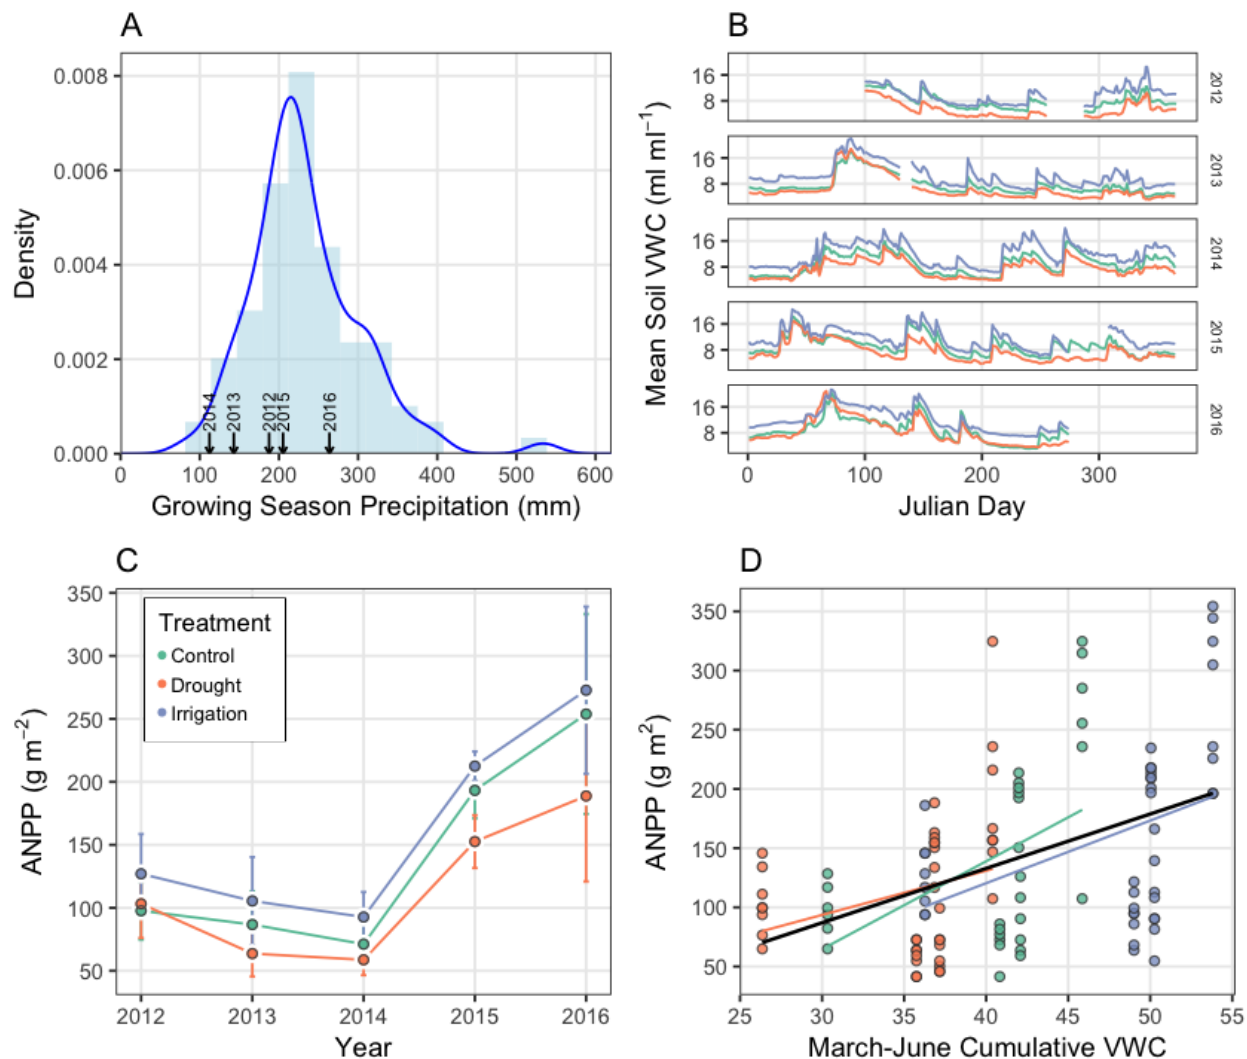 A
0.008
0.006
0.004
0.002
0.000
Density
2014
2013
2012
2015
2016
0 100 200 300 400 500 600
Growing Season Precipitation (mm)
B
16
8
2012
16
8
2013
16
8
2014
16
8
2015
16
8
2016
Mean Soil VWC (ml ml⁻¹)
0 100 200 300
Julian Day
C
350
300
250
200
150
100
50
ANPP (g m⁻²)
Treatment
Control
Drought
Irrigation
2012 2013 2014 2015 2016
Year
D
350
300
250
200
150
100
50
ANPP (g m²)
25 30 35 40 45 50 55
March-June Cumulative VWC